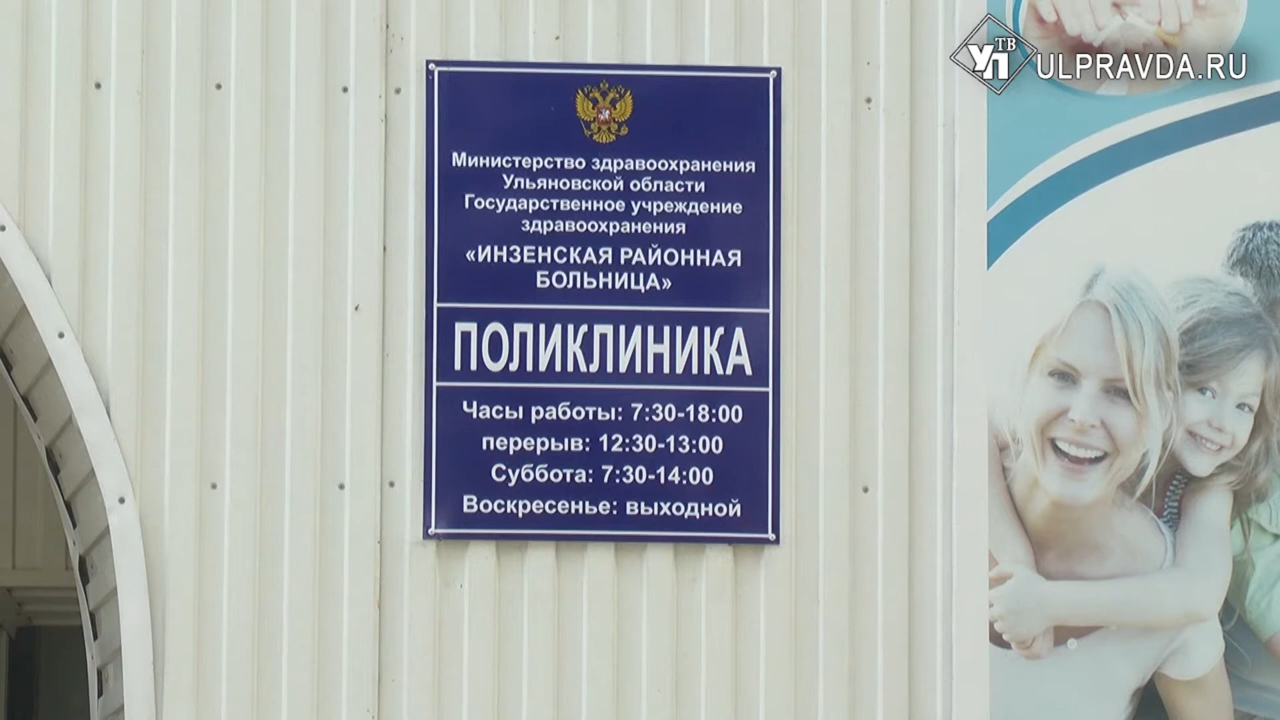 УП ТВ ULPRAVDA.RU
Министерство здравоохранения
Ульяновской области
Государственное учреждение
здравоохранения
«ИНЗЕНСКАЯ РАЙОННАЯ
БОЛЬНИЦА»
ПОЛИКЛИНИКА
Часы работы: 7:30-18:00
перерыв: 12:30-13:00
Суббота: 7:30-14:00
Воскресенье: выходной